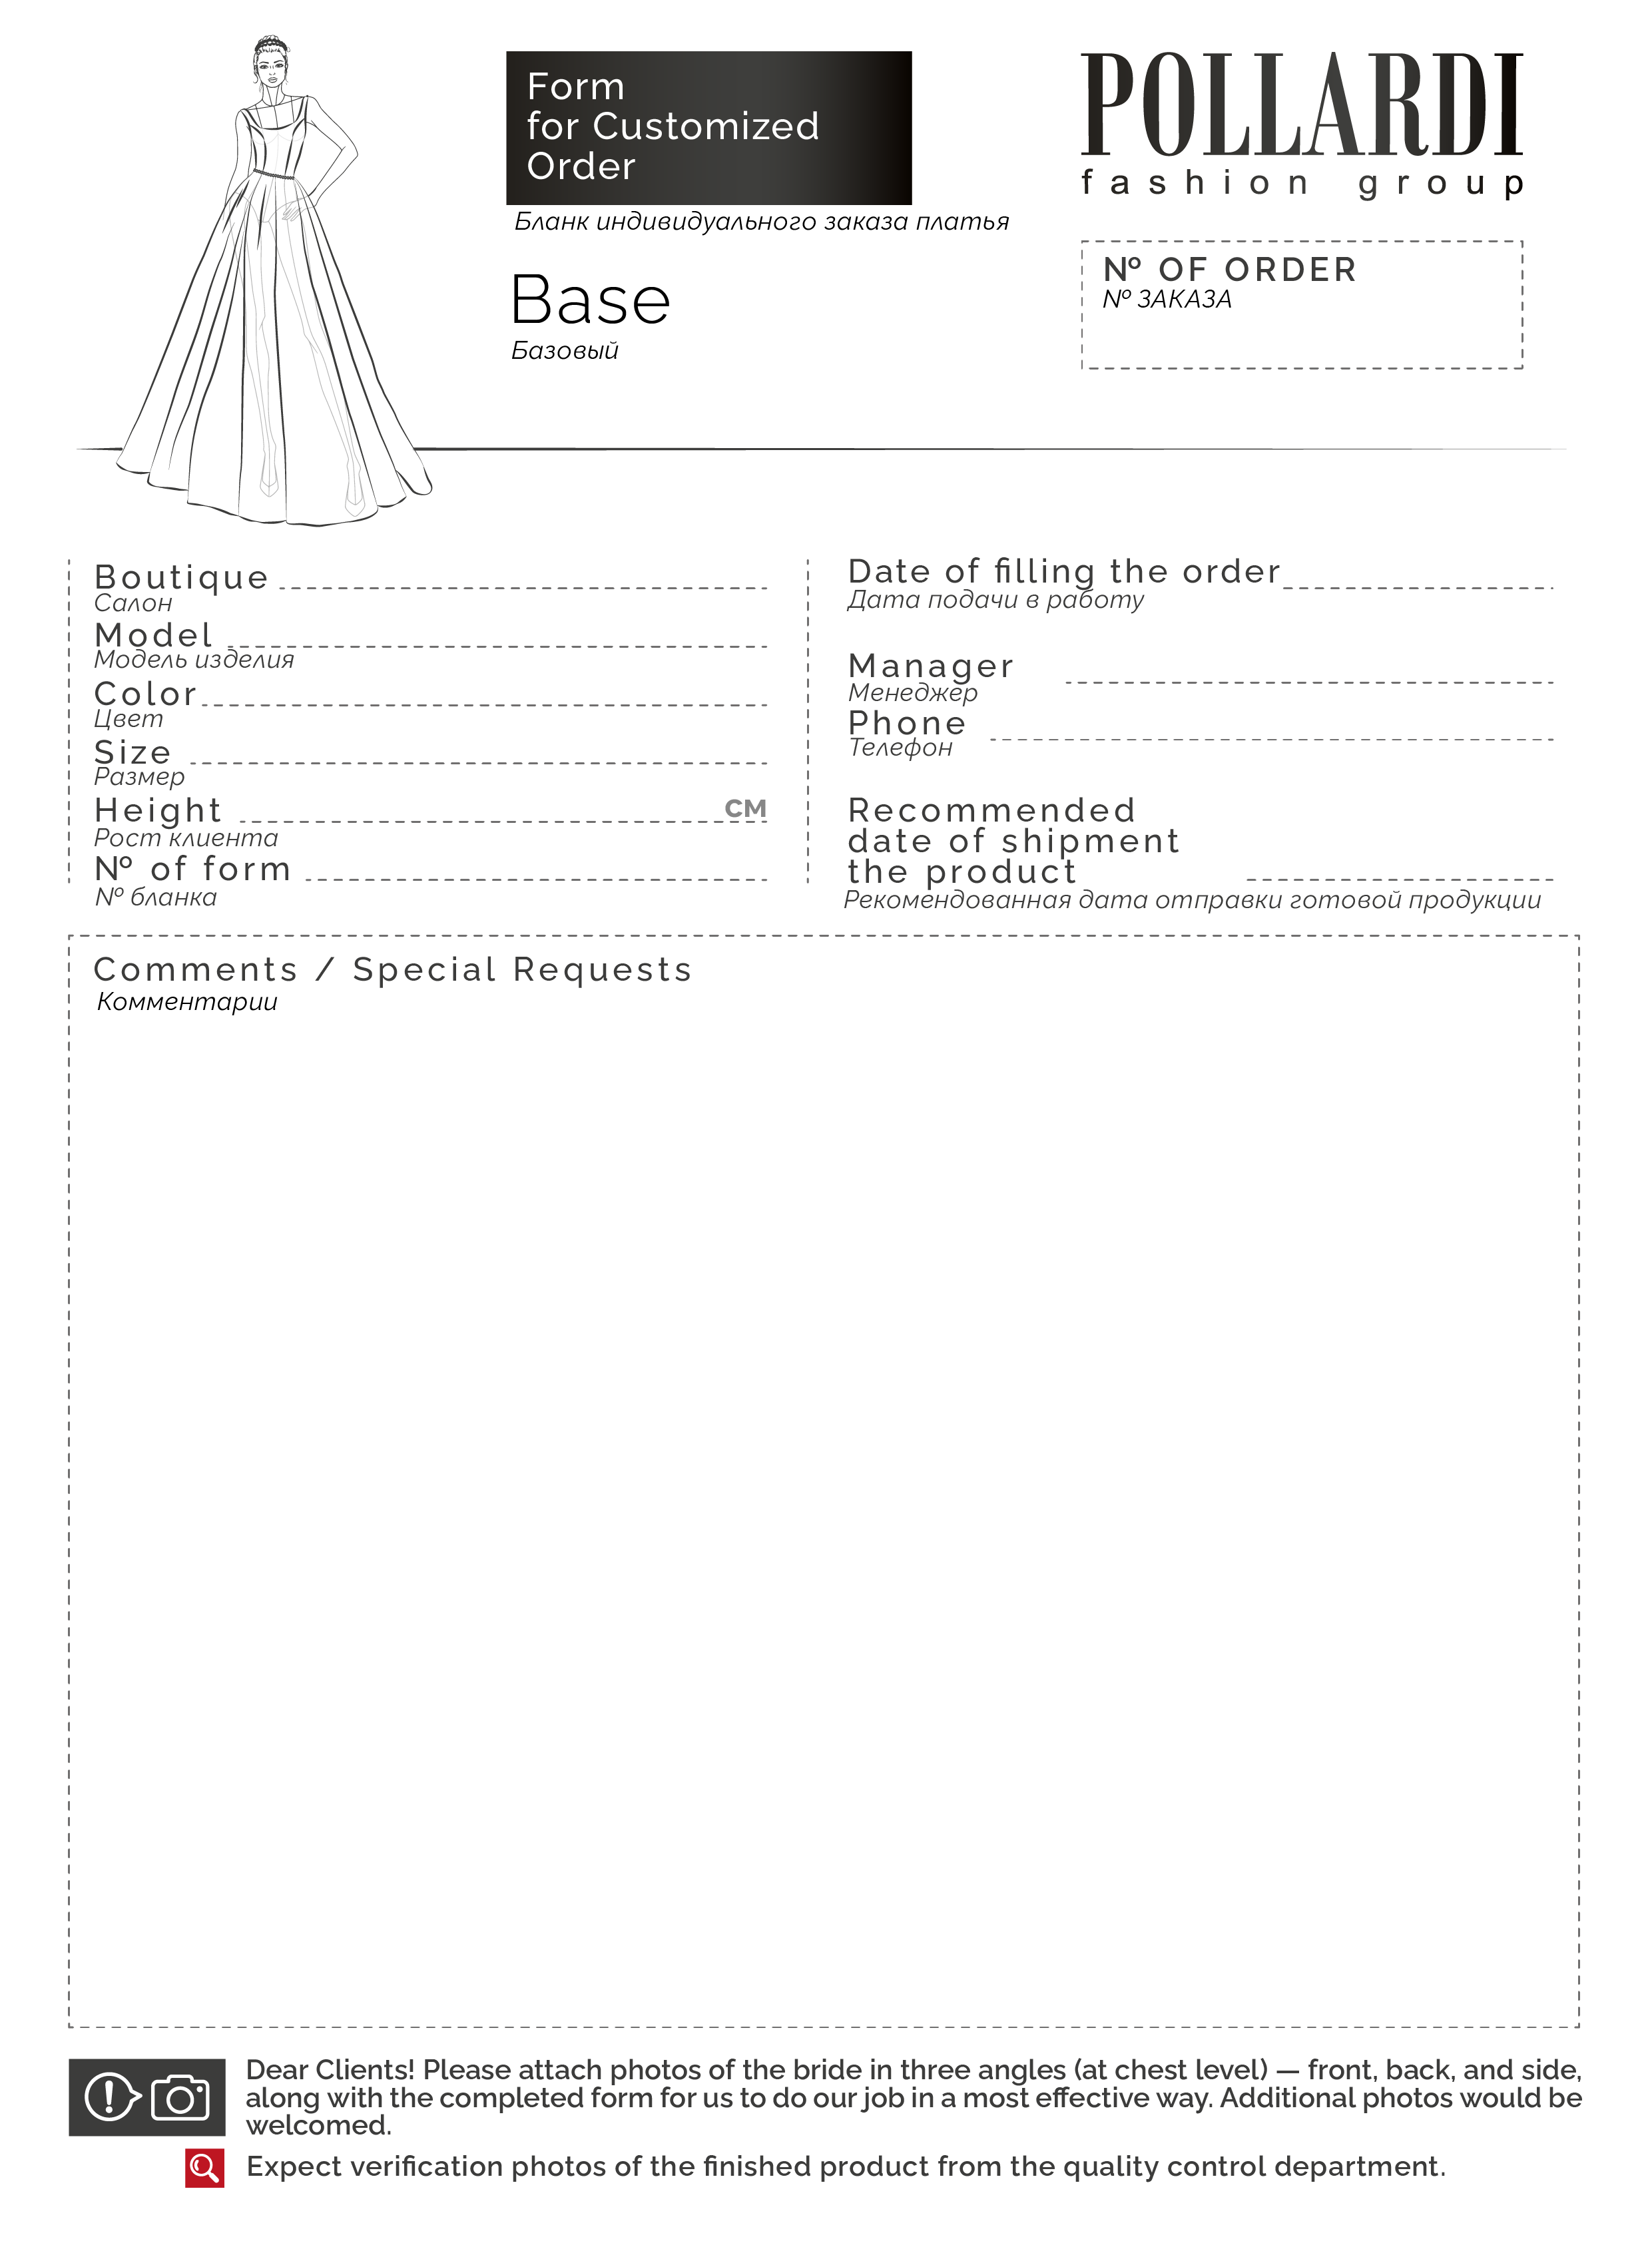 Form
for Customized
Order
Бланк индивидуального заказа платья
Base
Базовый
POLLARDI
fashion group
Nº OF ORDER
Nº ЗАКАЗА
Boutique
Салон
Model
Модель изделия
Color
Цвет
Size
Размер
Height
см
Рост клиента
Nº of form
Nº бланка
Date of filling the order
Дата подачи в работу
Manager
Менеджер
Phone
Телефон
Recommended
date of shipment
the product
Рекомендованная дата отправки готовой продукции
Comments / Special Requests
Комментарии
Dear Clients! Please attach photos of the bride in three angles (at chest level) — front, back, and side,
along with the completed form for us to do our job in a most effective way. Additional photos would be
welcomed.
Expect verification photos of the finished product from the quality control department.